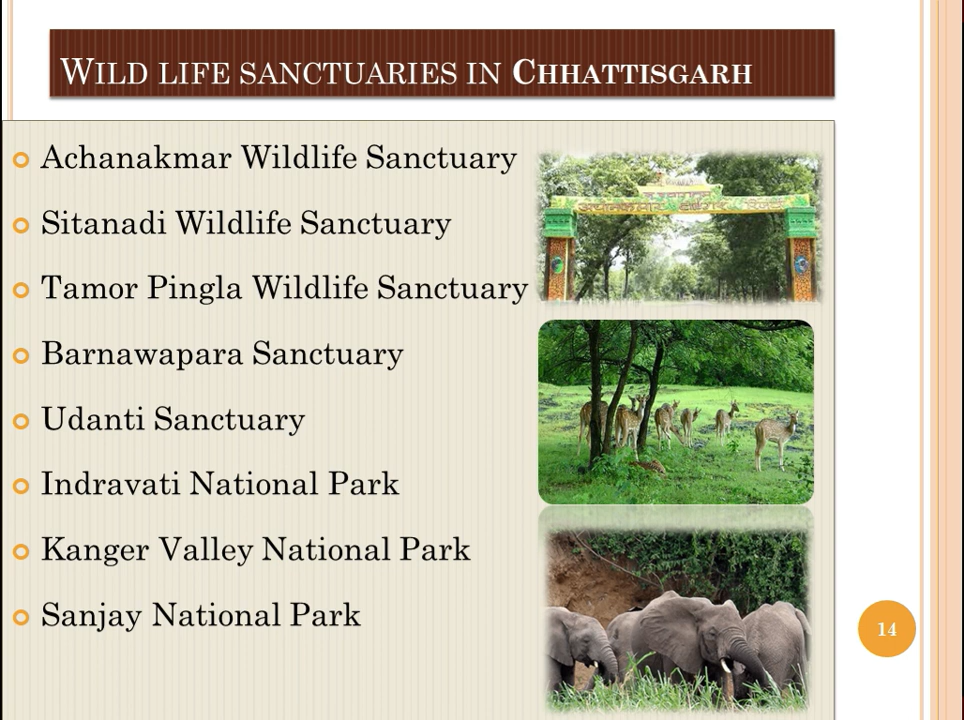 WILD LIFE SANCTUARIES IN CHHATTISGARH
Achanakmar Wildlife Sanctuary
Sitanadi Wildlife Sanctuary
Tamor Pingla Wildlife Sanctuary
Barnawapara Sanctuary
Udanti Sanctuary
Indravati National Park
Kanger Valley National Park
Sanjay National Park
14